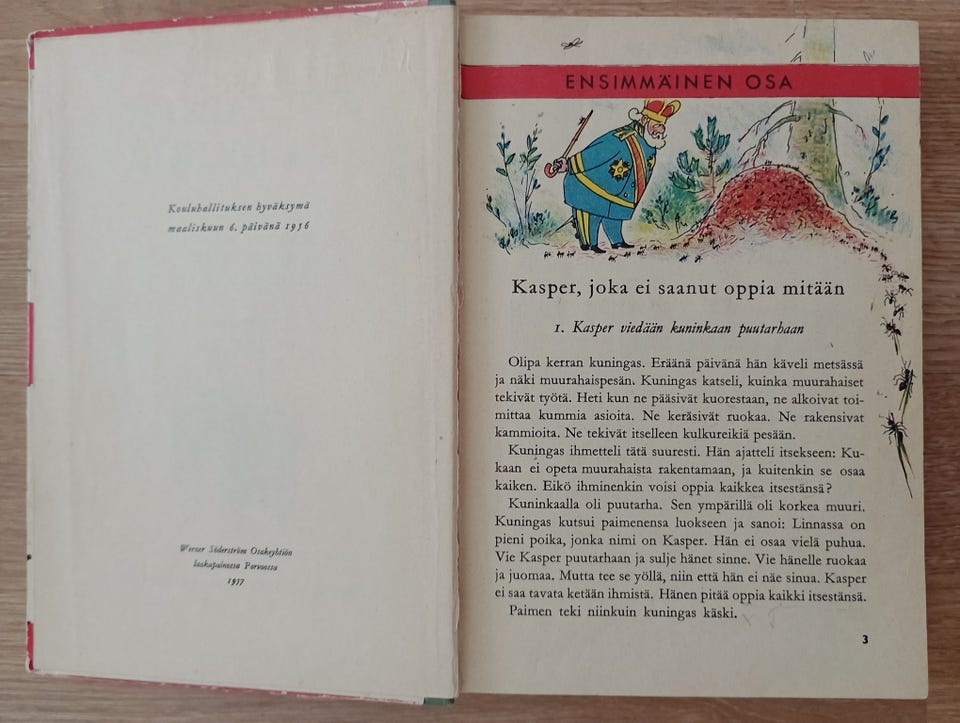 Kouluhallituksen hyväksymä
maaliskuun 6. päivänä 1956
Werner Söderström Osakeyhtiön
laakapainossa Porvoossa
1957
ENSIMMÄINEN OSA
Kasper, joka ei saanut oppia mitään
1. Kasper viedään kuninkaan puutarhaan
Olipa kerran kuningas. Eräänä päivänä hän käveli metsässä
ja näki muurahaispesän. Kuningas katseli, kuinka muurahaiset
tekivät työtä. Heti kun ne pääsivät kuorestaan, ne alkoivat toi-
mittaa kummia asioita. Ne keräsivät ruokaa. Ne rakensivat
kammioita. Ne tekivät itselleen kulkureikiä pesään.
Kuningas ihmetteli tätä suuresti. Hän ajatteli itsekseen: Ku-
kaan ei opeta muurahaista rakentamaan, ja kuitenkin se osaa
kaiken. Eikö ihminenkin voisi oppia kaikkea itsestänsä?
Kuninkaalla oli puutarha. Sen ympärillä oli korkea muuri.
Kuningas kutsui paimenensa luokseen ja sanoi: Linnassa on
pieni poika, jonka nimi on Kasper. Hän ei osaa vielä puhua.
Vie Kasper puutarhaan ja sulje hänet sinne. Vie hänelle ruokaa
ja juomaa. Mutta tee se yöllä, niin että hän ei näe sinua. Kasper
ei saa tavata ketään ihmistä. Hänen pitää oppia kaikki itsestänsä.
Paimen teki niinkuin kuningas käski.
3